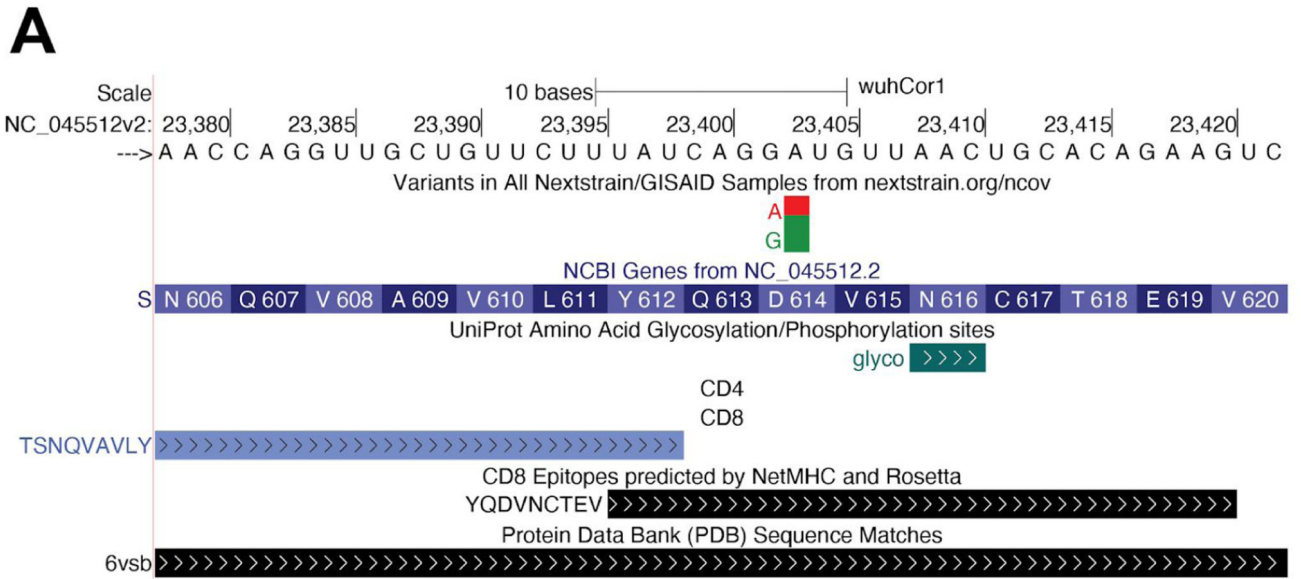 A
Scale 10 bases wuhCor1
NC_045512v2: 23,380 23,385 23,390 23,395 23,400 23,405 23,410 23,415 23,420
---> A A C C A G G U U G C U G U U C U U U A U C A G G A U G U U A A C U G C A C A G A A G U C
Variants in All Nextstrain/GISAID Samples from nextstrain.org/ncov
A
G
NCBI Genes from NC_045512.2
S N 606 Q 607 V 608 A 609 V 610 L 611 Y 612 Q 613 D 614 V 615 N 616 C 617 T 618 E 619 V 620
UniProt Amino Acid Glycosylation/Phosphorylation sites
glyco
CD4
CD8
TSNQVAVLY
CD8 Epitopes predicted by NetMHC and Rosetta
YQDVNCTEV
Protein Data Bank (PDB) Sequence Matches
6vsb